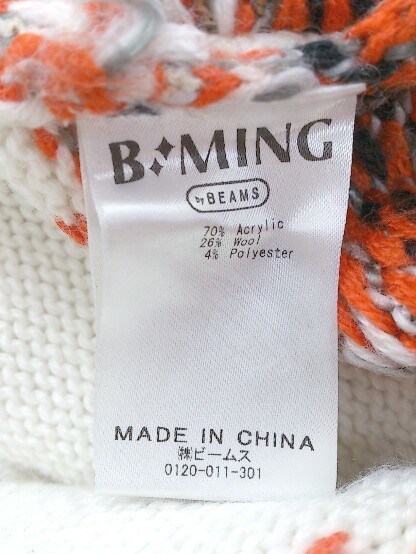 B✦MING
by BEAMS
70% Acrylic
26% Wool
4% Polyester
MADE IN CHINA
㈱ビームス
0120-011-301